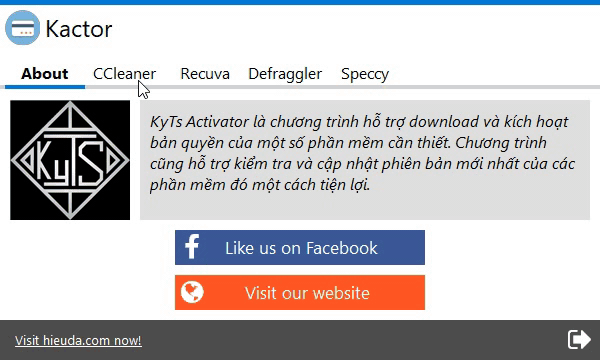 Kactor
About CCleaner Recuva Defraggler Speccy
KyTS
KyTs Activator là chương trình hỗ trợ download và kích hoạt
bản quyền của một số phần mềm cần thiết. Chương trình
cũng hỗ trợ kiểm tra và cập nhật phiên bản mới nhất của các
phần mềm đó một cách tiện lợi.
Like us on Facebook
Visit our website
Visit hieuda.com now!